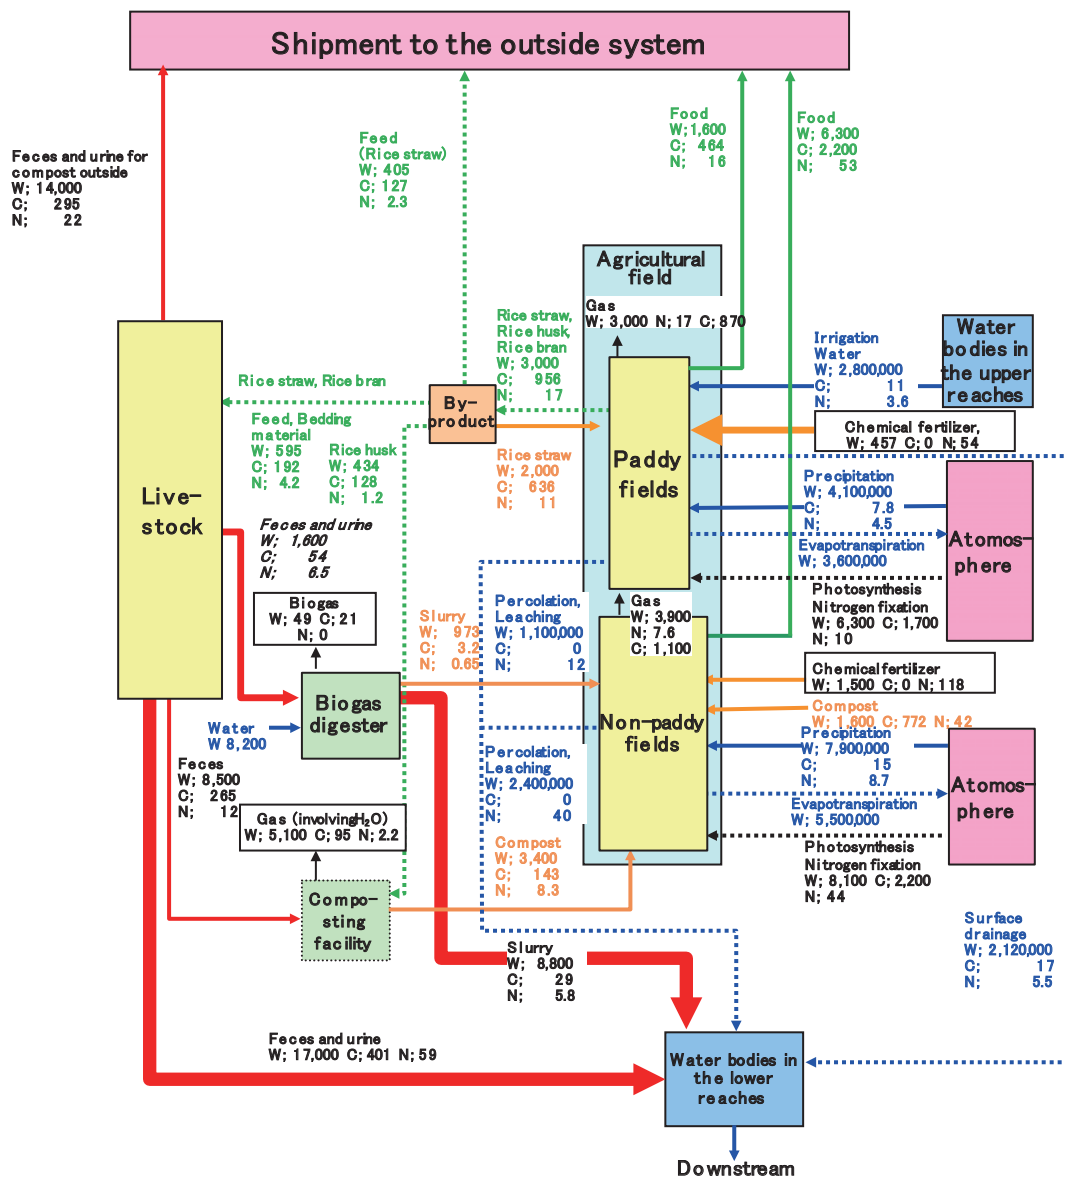 Shipment to the outside system
Feces and urine for
compost outside
W; 14,000
C; 295
N; 22
Feed
(Rice straw)
W; 405
C; 127
N; 2.3
Food
W;1,600
C; 464
N; 16
Food
W; 6,300
C; 2,200
N; 53
Agricultural
field
Gas
W; 3,000 N; 17 C; 870
Rice straw,
Rice husk,
Rice bran
W; 3,000
C; 956
N; 17
Irrigation
Water
W; 2,800,000
C; 11
N; 3.6
Water
bodies in
the upper
reaches
Rice straw, Rice bran
By-
product
Feed, Bedding
material
W; 595
C; 192
N; 4.2
Rice husk
W; 434
C; 128
N; 1.2
Rice straw
W; 2,000
C; 636
N; 11
Chemical fertilizer,
W; 457 C; 0 N; 54
Paddy
fields
Live-
stock
Precipitation
W; 4,100,000
C; 7.8
N; 4.5
Evapotranspiration
W; 3,600,000
Atomos-
phere
Feces and urine
W; 1,600
C; 54
N; 6.5
Photosynthesis
Nitrogen fixation
W; 6,300 C; 1,700
N; 10
Biogas
W; 49 C; 21
N; 0
Slurry
W; 973
C; 3.2
N; 0.65
Percolation,
Leaching
W; 1,100,000
C; 0
N; 12
Gas
W; 3,900
N; 7.6
C; 1,100
Chemical fertilizer
W; 1,500 C; 0 N; 118
Biogas
digester
Water
W 8,200
Non-paddy
fields
Compost
W; 1,600 C; 772 N; 42
Precipitation
W; 7,900,000
C; 15
N; 8.7
Evapotranspiration
W; 5,500,000
Atomos-
phere
Feces
W; 8,500
C; 265
N; 12
Percolation,
Leaching
W; 2,400,000
C; 0
N; 40
Gas (involvingH₂O)
W; 5,100 C; 95 N; 2.2
Compost
W; 3,400
C; 143
N; 8.3
Photosynthesis
Nitrogen fixation
W; 8,100 C; 2,200
N; 44
Compo-
sting
facility
Surface
drainage
W; 2,120,000
C; 17
N; 5.5
Slurry
W; 8,800
C; 29
N; 5.8
Feces and urine
W; 17,000 C; 401 N; 59
Water bodies in
the lower
reaches
Downstream